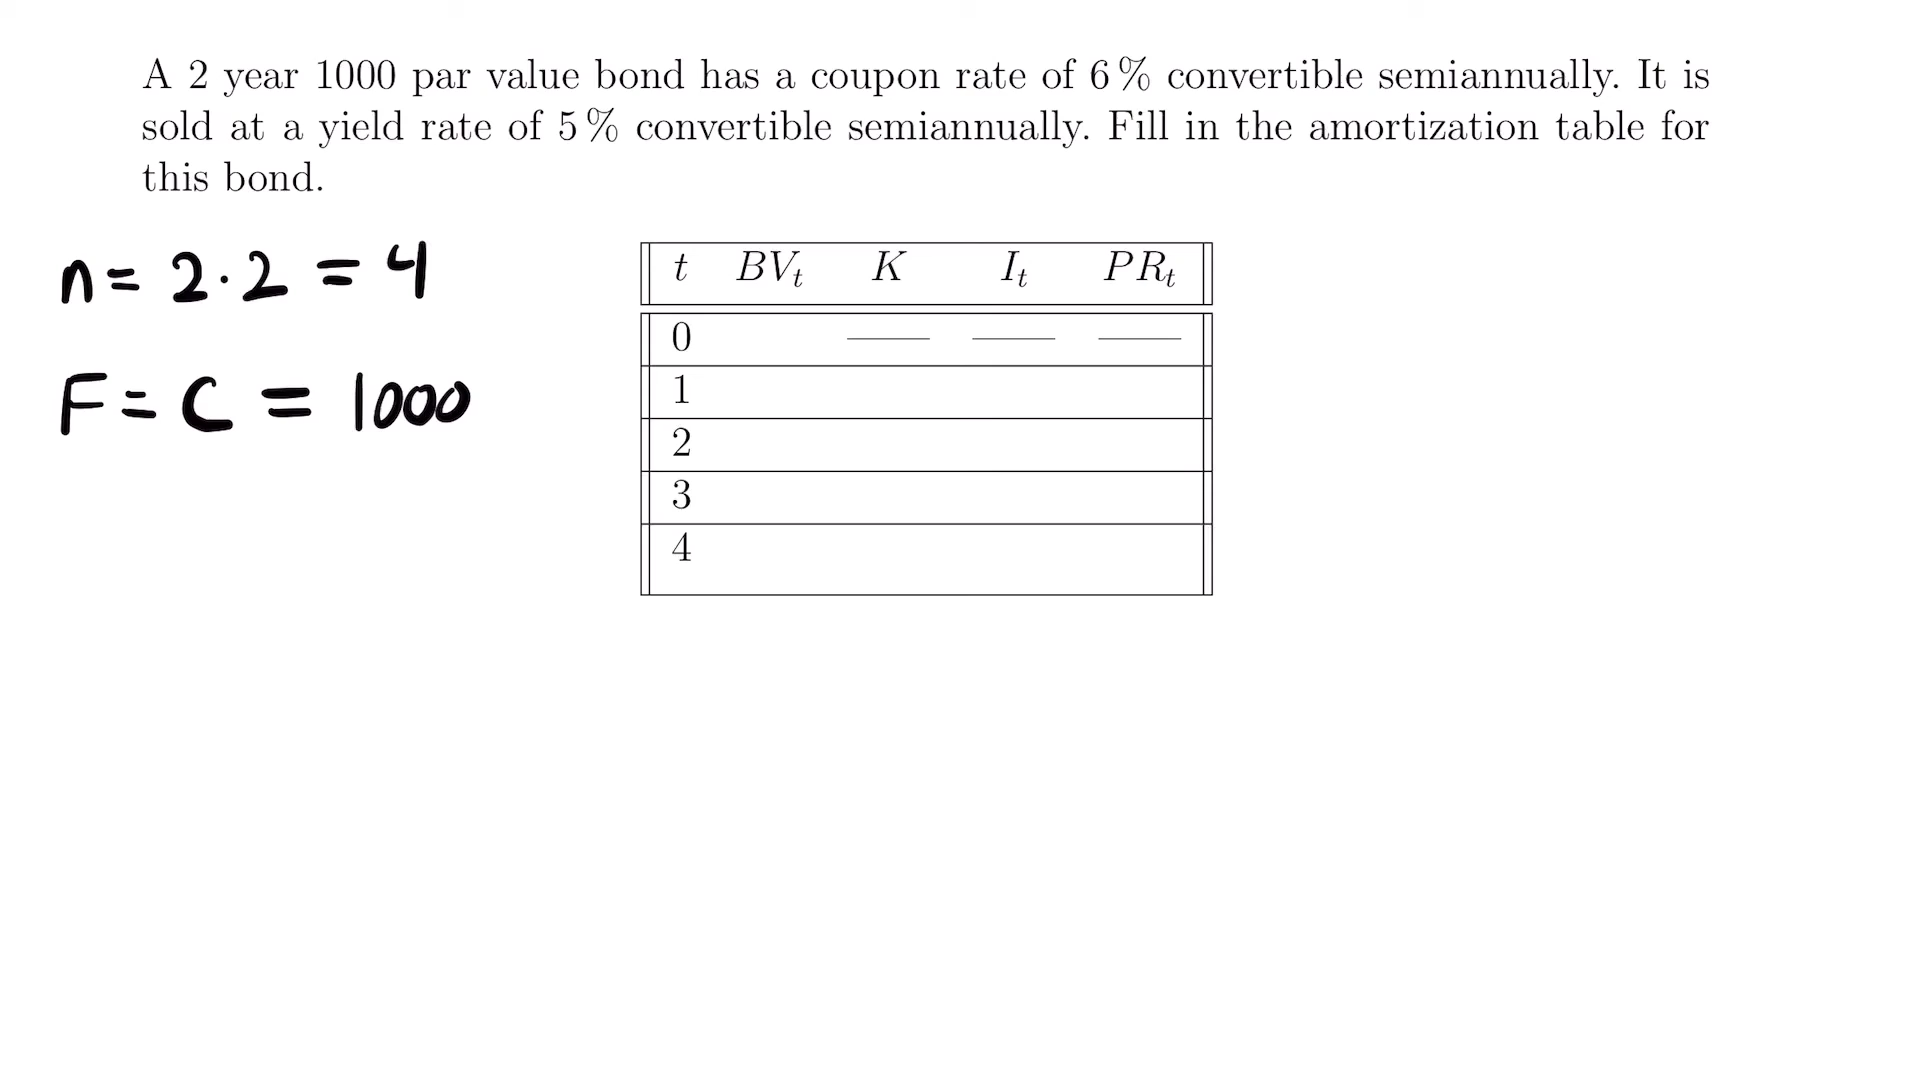 A 2 year 1000 par value bond has a coupon rate of 6 % convertible semiannually. It is
sold at a yield rate of 5 % convertible semiannually. Fill in the amortization table for
this bond.
n = 2 · 2 = 4
F = C = 1000
t BV_t K I_t PR_t
0 —— —— ——
1
2
3
4